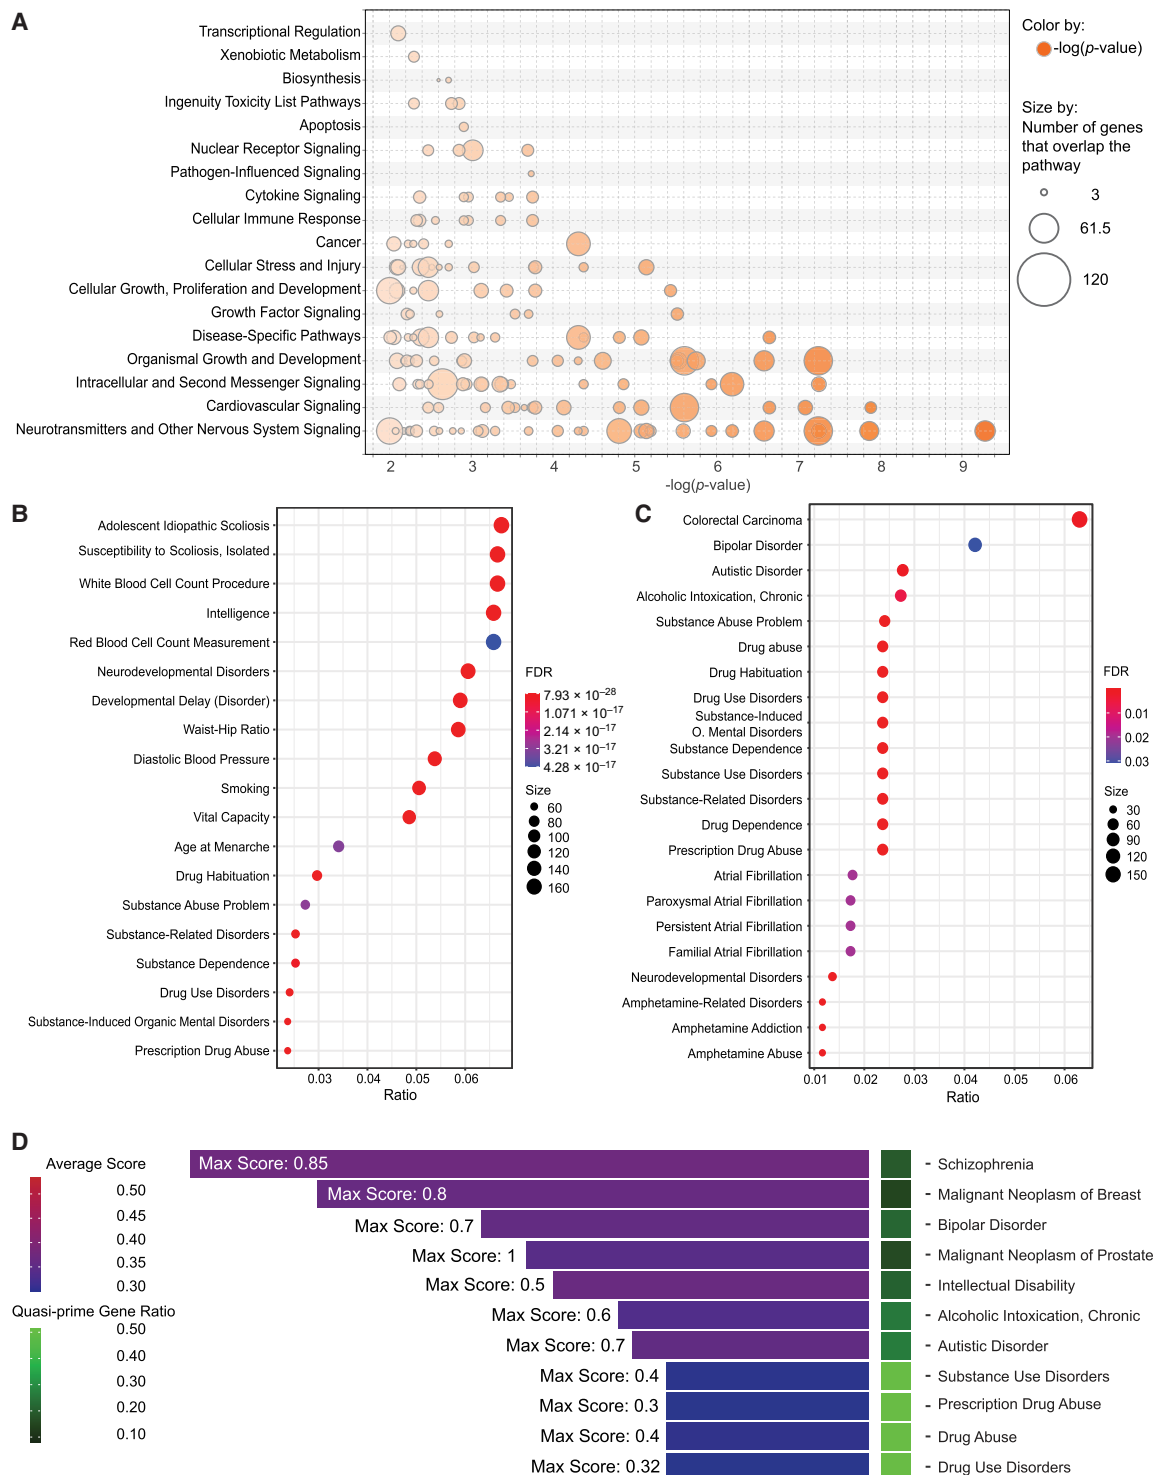 A
Transcriptional Regulation
Xenobiotic Metabolism
Biosynthesis
Ingenuity Toxicity List Pathways
Apoptosis
Nuclear Receptor Signaling
Pathogen-Influenced Signaling
Cytokine Signaling
Cellular Immune Response
Cancer
Cellular Stress and Injury
Cellular Growth, Proliferation and Development
Growth Factor Signaling
Disease-Specific Pathways
Organismal Growth and Development
Intracellular and Second Messenger Signaling
Cardiovascular Signaling
Neurotransmitters and Other Nervous System Signaling
2 3 4 5 6 7 8 9
-log(p-value)
Color by:
-log(p-value)
Size by:
Number of genes
that overlap the
pathway
3
61.5
120
B
Adolescent Idiopathic Scoliosis
Susceptibility to Scoliosis, Isolated
White Blood Cell Count Procedure
Intelligence
Red Blood Cell Count Measurement
Neurodevelopmental Disorders
Developmental Delay (Disorder)
Waist-Hip Ratio
Diastolic Blood Pressure
Smoking
Vital Capacity
Age at Menarche
Drug Habituation
Substance Abuse Problem
Substance-Related Disorders
Substance Dependence
Drug Use Disorders
Substance-Induced Organic Mental Disorders
Prescription Drug Abuse
0.03 0.04 0.05 0.06
Ratio
FDR
7.93 × 10–28
1.071 × 10–17
2.14 × 10–17
3.21 × 10–17
4.28 × 10–17
Size
60
80
100
120
140
160
C
Colorectal Carcinoma
Bipolar Disorder
Autistic Disorder
Alcoholic Intoxication, Chronic
Substance Abuse Problem
Drug abuse
Drug Habituation
Drug Use Disorders
Substance-Induced
O. Mental Disorders
Substance Dependence
Substance Use Disorders
Substance-Related Disorders
Drug Dependence
Prescription Drug Abuse
Atrial Fibrillation
Paroxysmal Atrial Fibrillation
Persistent Atrial Fibrillation
Familial Atrial Fibrillation
Neurodevelopmental Disorders
Amphetamine-Related Disorders
Amphetamine Addiction
Amphetamine Abuse
0.01 0.02 0.03 0.04 0.05 0.06
Ratio
FDR
0.01
0.02
0.03
Size
30
60
90
120
150
D
Average Score
0.50
0.45
0.40
0.35
0.30
Quasi-prime Gene Ratio
0.50
0.40
0.30
0.20
0.10
Max Score: 0.85 - Schizophrenia
Max Score: 0.8 - Malignant Neoplasm of Breast
Max Score: 0.7 - Bipolar Disorder
Max Score: 1 - Malignant Neoplasm of Prostate
Max Score: 0.5 - Intellectual Disability
Max Score: 0.6 - Alcoholic Intoxication, Chronic
Max Score: 0.7 - Autistic Disorder
Max Score: 0.4 - Substance Use Disorders
Max Score: 0.3 - Prescription Drug Abuse
Max Score: 0.4 - Drug Abuse
Max Score: 0.32 - Drug Use Disorders